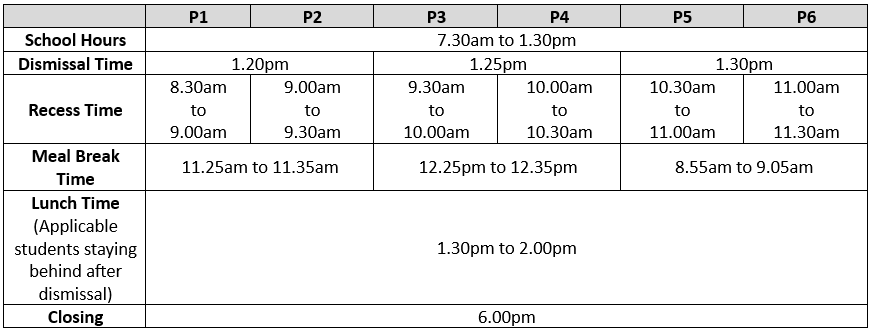 P1 P2 P3 P4 P5 P6
School Hours 7.30am to 1.30pm
Dismissal Time 1.20pm 1.25pm 1.30pm
Recess Time
8.30am
to
9.00am
9.00am
to
9.30am
9.30am
to
10.00am
10.00am
to
10.30am
10.30am
to
11.00am
11.00am
to
11.30am
Meal Break
Time
11.25am to 11.35am
12.25pm to 12.35pm
8.55am to 9.05am
Lunch Time
(Applicable
students staying
behind after
dismissal)
1.30pm to 2.00pm
Closing 6.00pm